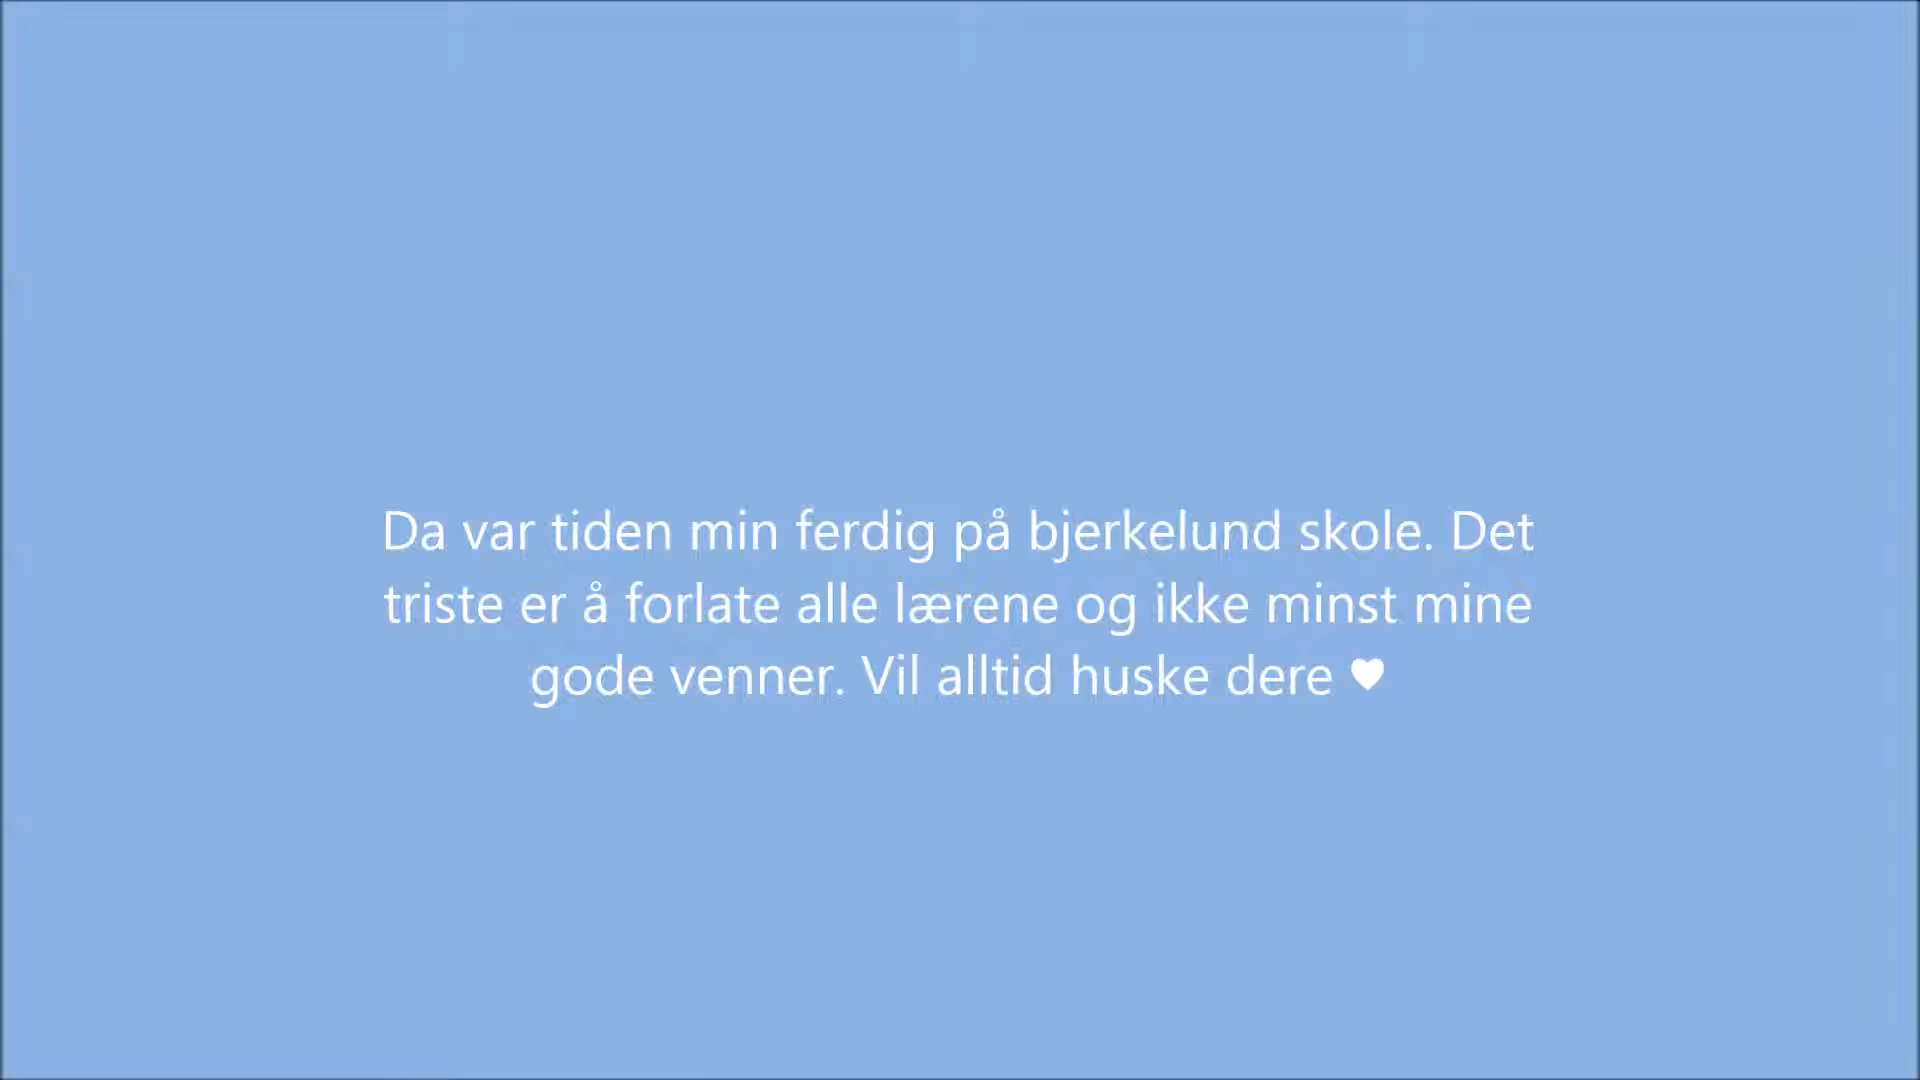 Da var tiden min ferdig på bjerkelund skole. Det
triste er å forlate alle lærene og ikke minst mine
gode venner. Vil alltid huske dere ♥